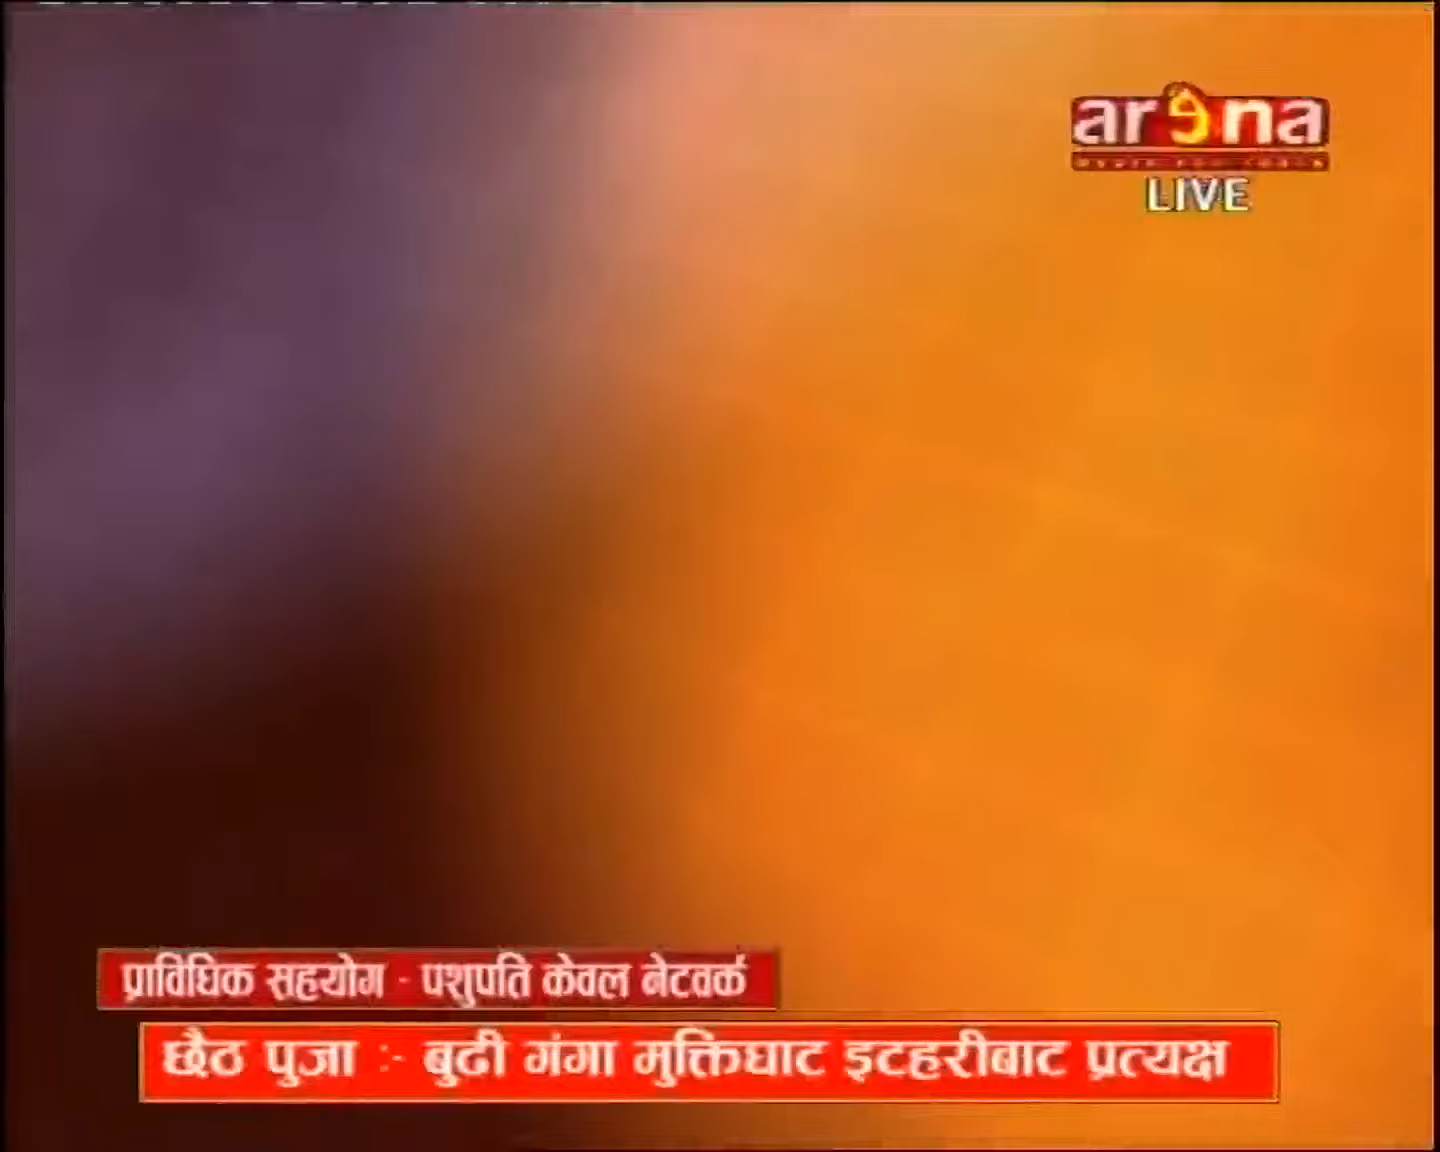 arena
LIVE
प्राविधिक सहयोग - पशुपति केवल नेटवर्क
छैठ पुजा :- बुढी गंगा मुक्तिघाट इटहरीबाट प्रत्यक्ष